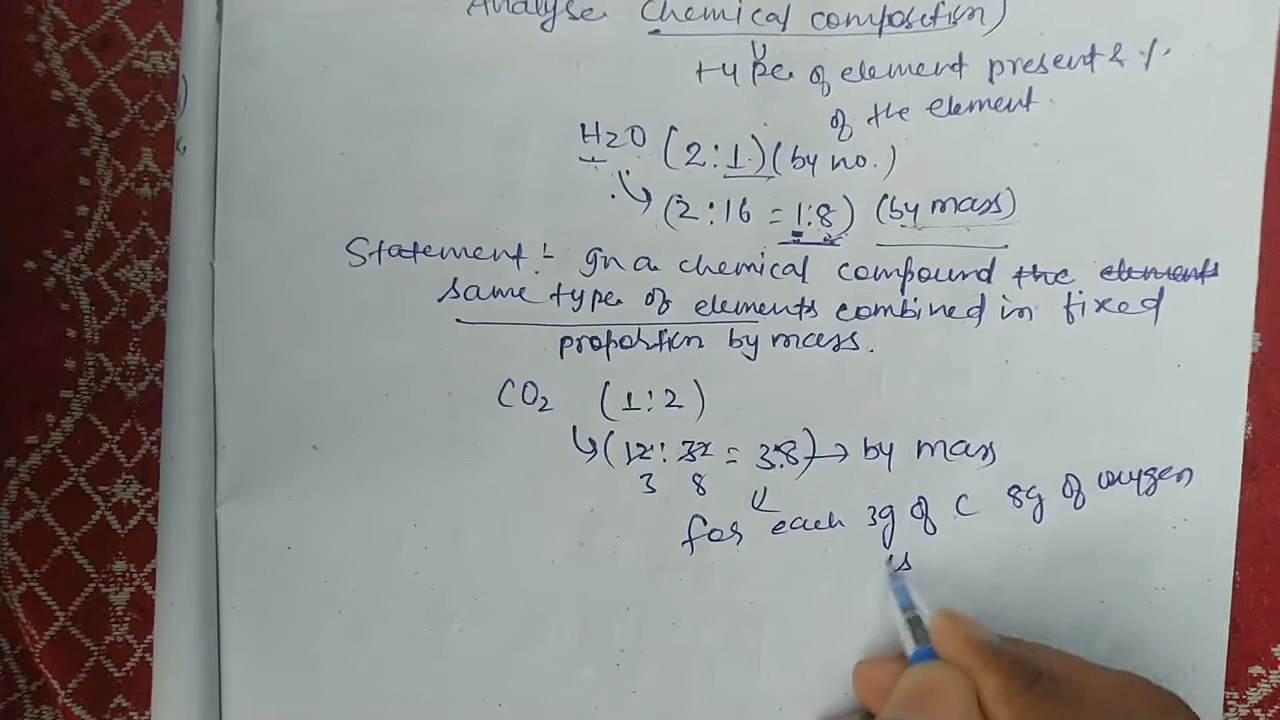 Analyse Chemical composition)
type of element present & %
of the element.
H2O (2:1) (by no.)
(2:16 = 1:8) (by mass)
Statement:- In a chemical compound the elements
same type of elements combined in fixed
proportion by mass.
CO2 (1:2)
(12:32 = 3:8) → by mass
3 8
for each 3g of C 8g of oxygen
is